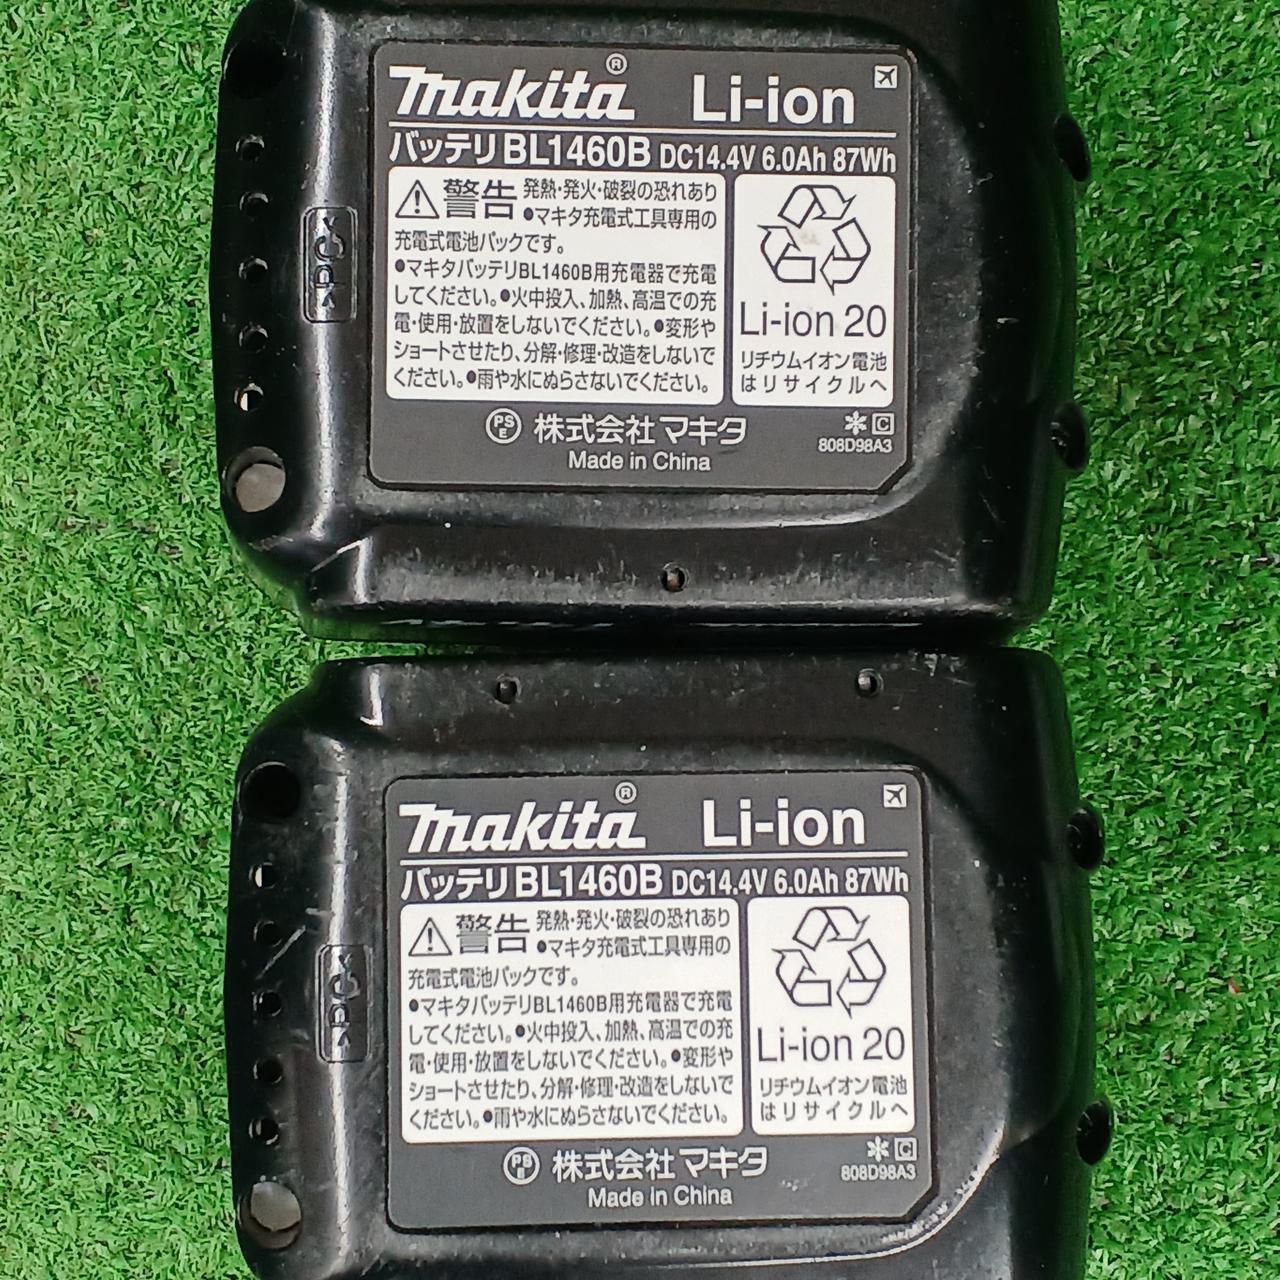 makita® Li-ion
バッテリ BL1460B DC14.4V 6.0Ah 87Wh
警告 発熱・発火・破裂の恐れあり
●マキタ充電式工具専用の
充電式電池パックです。
●マキタバッテリBL1460B用充電器で充電
してください。●火中投入、加熱、高温での充
電・使用・放置をしないでください。●変形や
ショートさせたり、分解・修理・改造をしないで
ください。●雨や水にぬらさないでください。
Li-ion 20
リチウムイオン電池
はリサイクルへ
PSE 株式会社マキタ
Made in China
C
808D98A3
>PC<
makita® Li-ion
バッテリ BL1460B DC14.4V 6.0Ah 87Wh
警告 発熱・発火・破裂の恐れあり
●マキタ充電式工具専用の
充電式電池パックです。
●マキタバッテリBL1460B用充電器で充電
してください。●火中投入、加熱、高温での充
電・使用・放置をしないでください。●変形や
ショートさせたり、分解・修理・改造をしないで
ください。●雨や水にぬらさないでください。
Li-ion 20
リチウムイオン電池
はリサイクルへ
PSE 株式会社マキタ
Made in China
C
808D98A3
>PC<